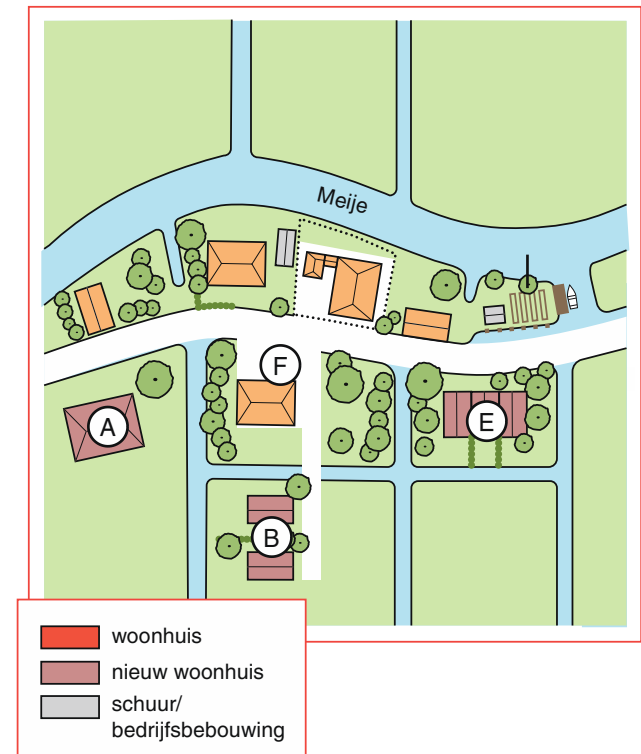 Meije
F
A
E
B
woonhuis
nieuw woonhuis
schuur/
bedrijfsbebouwing